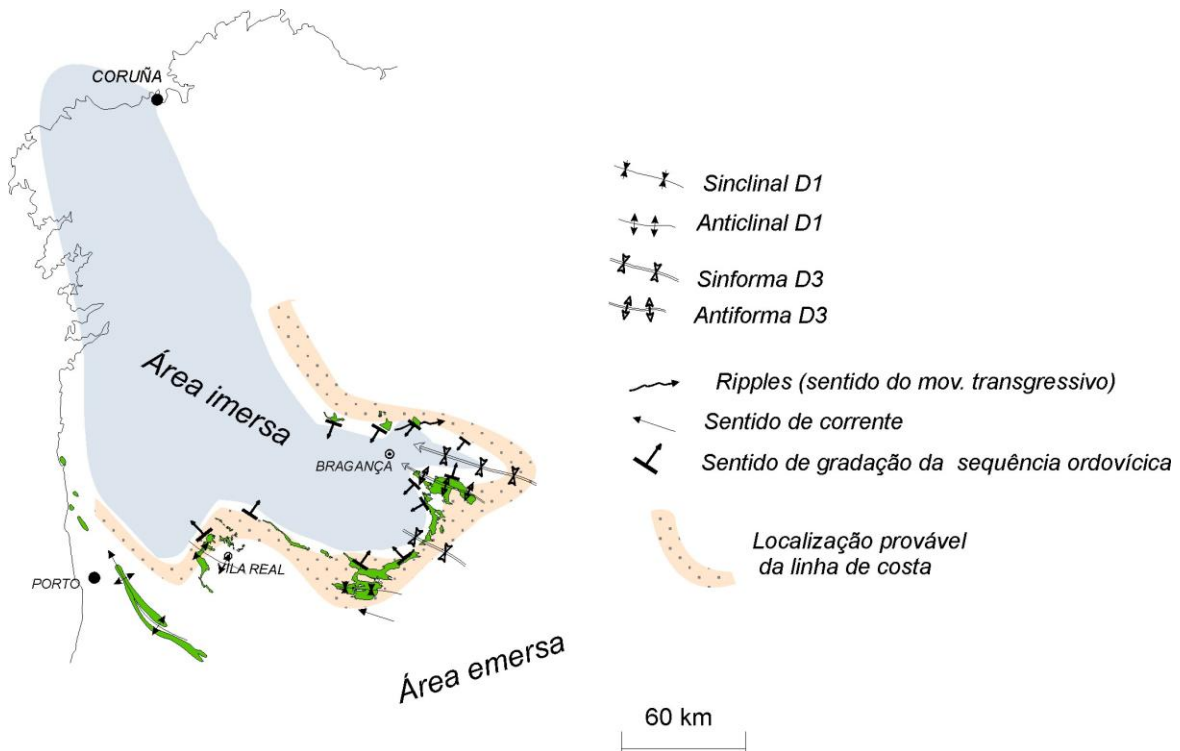 CORUÑA
Sinclinal D1
Anticlinal D1
Sinforma D3
Antiforma D3
Área imersa
Ripples (sentido do mov. transgressivo)
Sentido de corrente
BRAGANÇA
Sentido de gradação da sequência ordovícica
Localização provável
da linha de costa
VILA REAL
PORTO
Área emersa
60 km